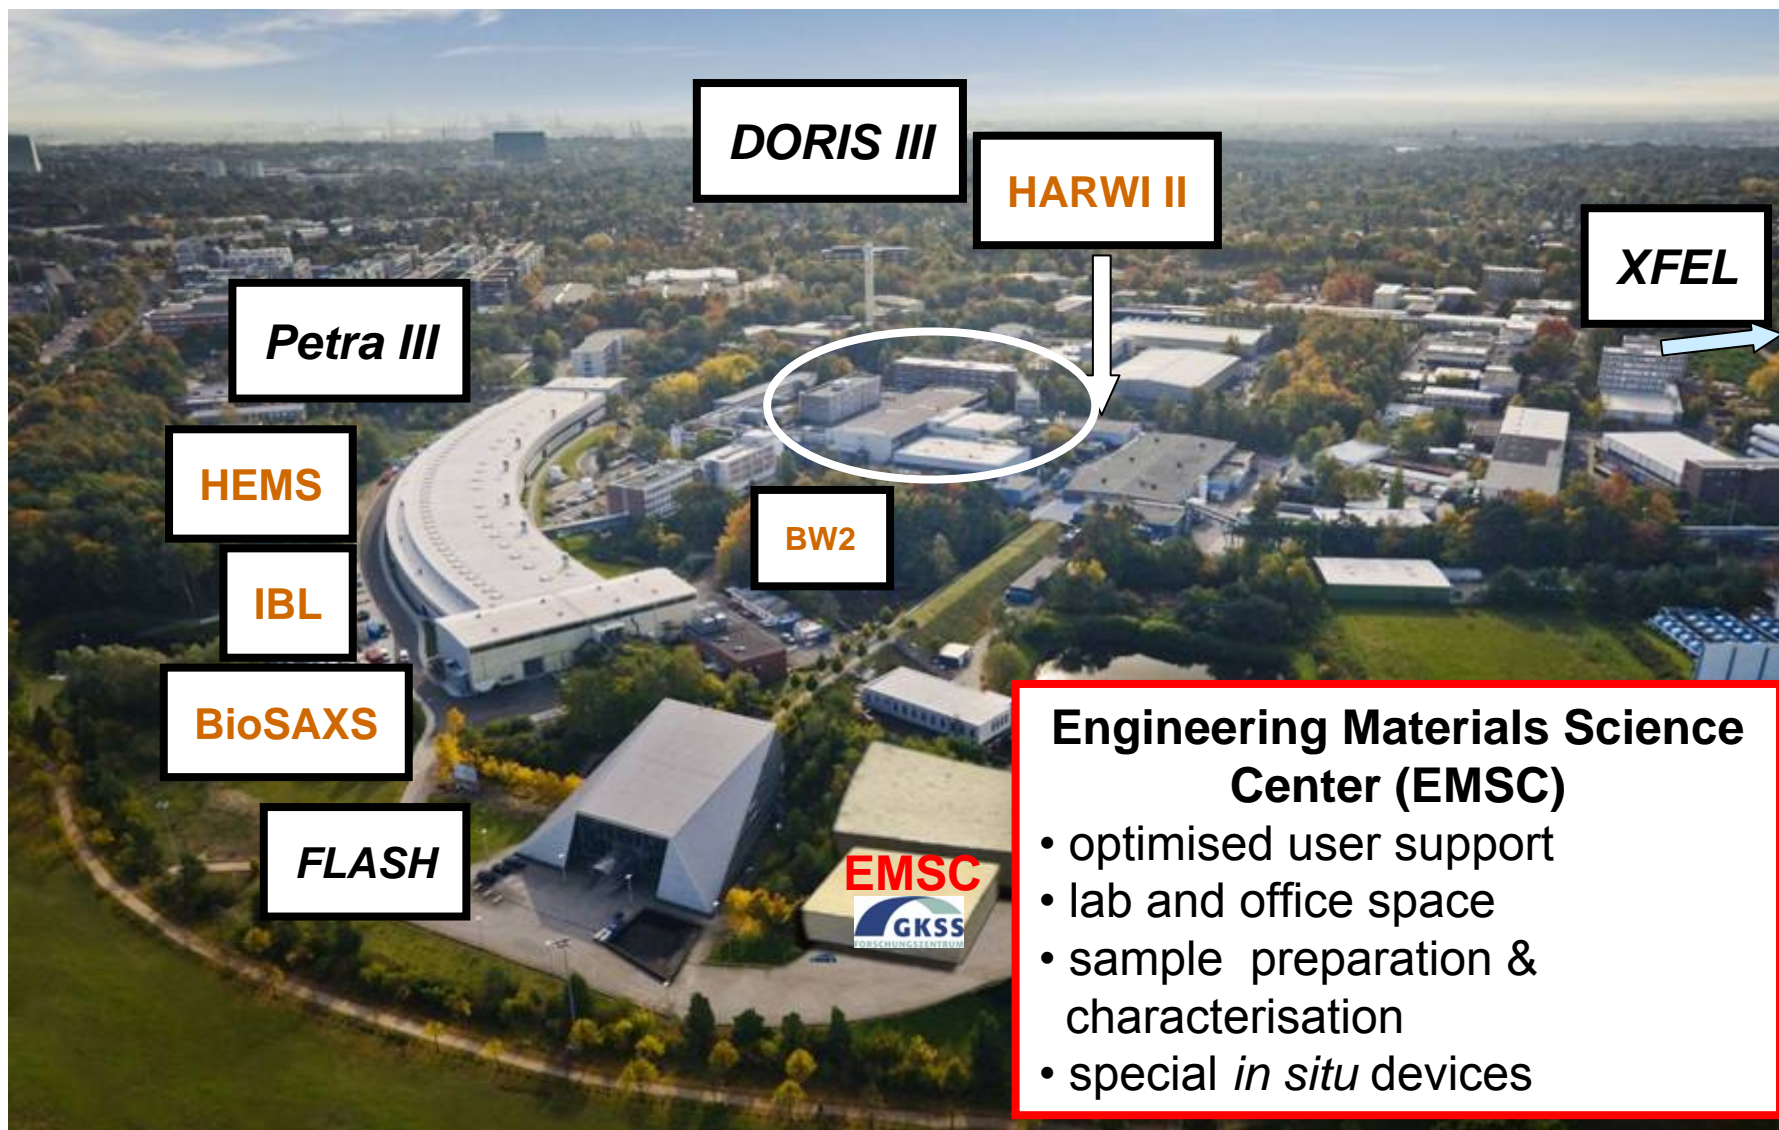 DORIS III
HARWI II
XFEL
Petra III
HEMS
BW2
IBL
BioSAXS
FLASH
EMSC
GKSS
FORSCHUNGSZENTRUM
Engineering Materials Science
Center (EMSC)
• optimised user support
• lab and office space
• sample preparation &
characterisation
• special in situ devices